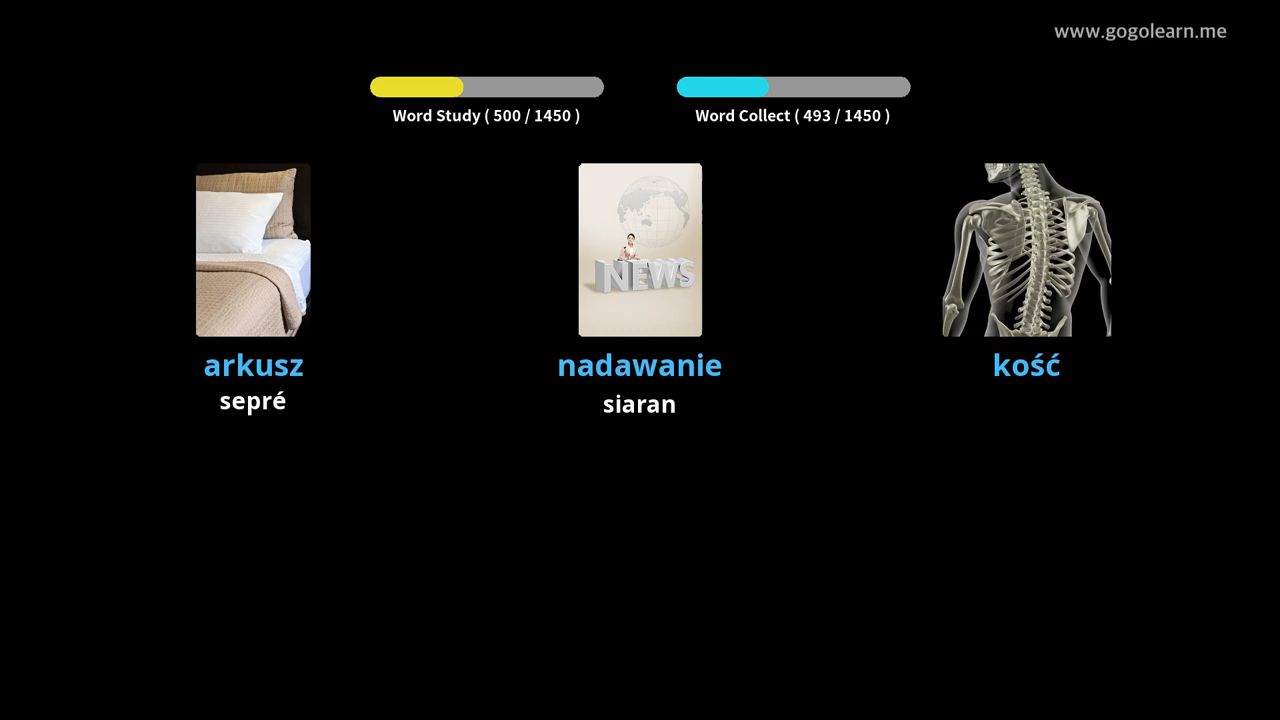 www.gogolearn.me
Word Study ( 500 / 1450 )
Word Collect ( 493 / 1450 )
NEWS
arkusz
nadawanie
kość
sepré
siaran